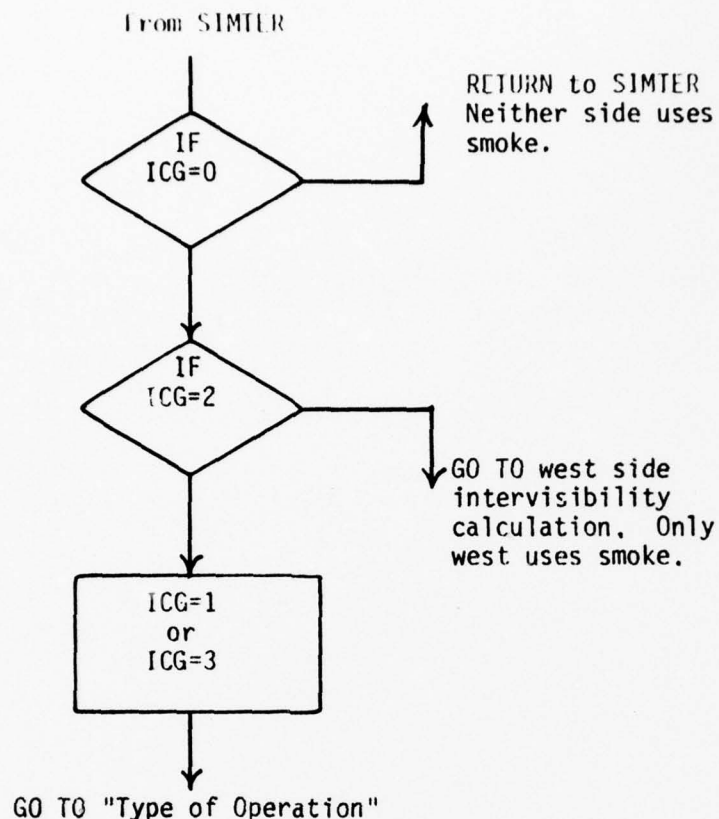 From SIMTER
RETURN to SIMTER
Neither side uses
smoke.
IF
ICG=0
IF
ICG=2
GO TO west side
intervisibility
calculation. Only
west uses smoke.
ICG=1
or
ICG=3
GO TO "Type of Operation"